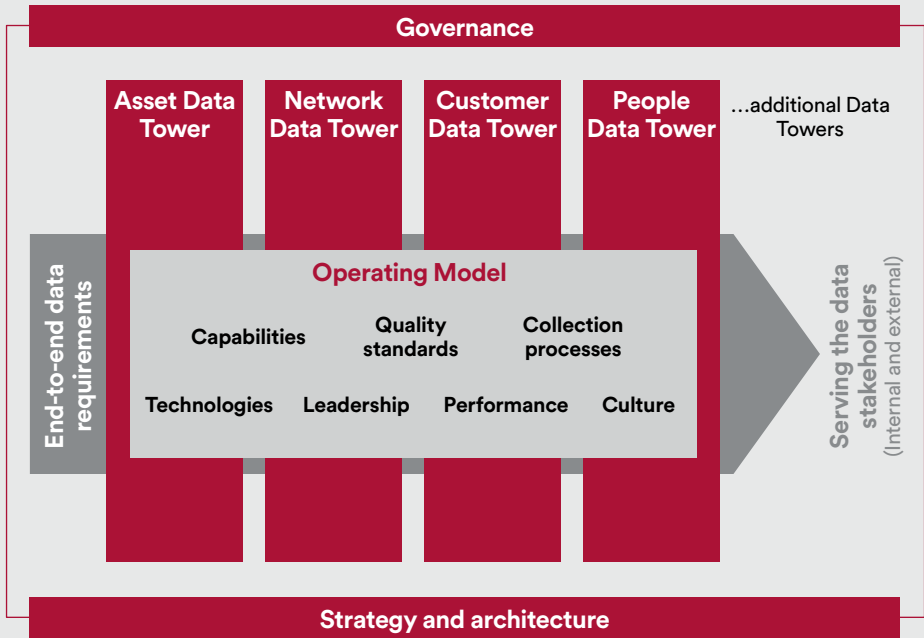 Governance
Asset Data
Tower
Network
Data Tower
Customer
Data Tower
People
Data Tower
…additional Data
Towers
End-to-end data
requirements
Operating Model
Capabilities
Quality
standards
Collection
processes
Technologies
Leadership
Performance
Culture
Serving the data
stakeholders
(Internal and external)
Strategy and architecture